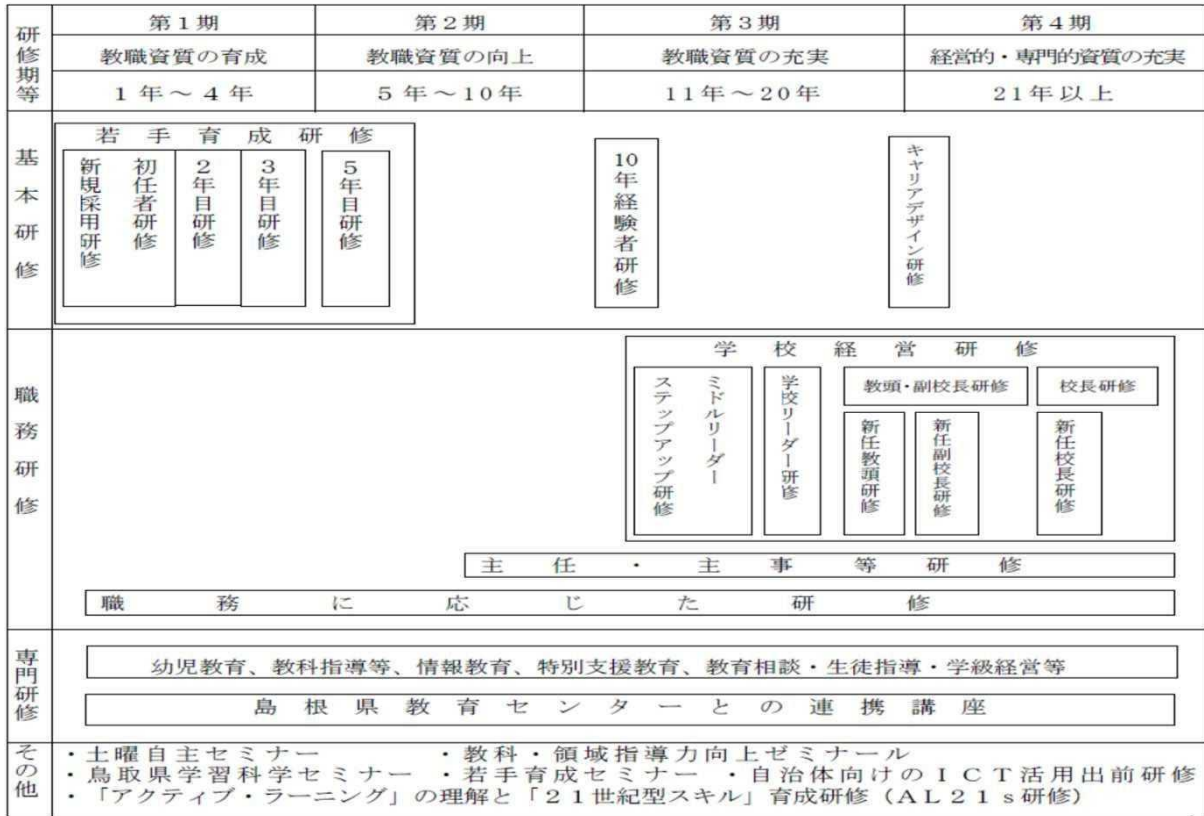 研修期等
第１期
第２期
第３期
第４期
教職資質の育成
教職資質の向上
教職資質の充実
経営的・専門的資質の充実
１年～４年
５年～10年
11年～20年
21年以上
基本研修
若手育成研修
新規採用研修
初任者研修
２年目研修
３年目研修
５年目研修
10年経験者研修
キャリアデザイン研修
職務研修
学校経営研修
ミドルリーダー
ステップアップ研修
学校リーダー研修
教頭・副校長研修
校長研修
新任教頭研修
新任副校長研修
新任校長研修
主任・主事等研修
職務に応じた研修
専門研修
幼児教育、教科指導等、情報教育、特別支援教育、教育相談・生徒指導・学級経営等
島根県教育センターとの連携講座
その他
・土曜自主セミナー　・教科・領域指導力向上ゼミナール
・鳥取県学習科学セミナー　・若手育成セミナー　・自治体向けのＩＣＴ活用出前研修
・「アクティブ・ラーニング」の理解と「２１世紀型スキル」育成研修（ＡＬ２１ｓ研修）